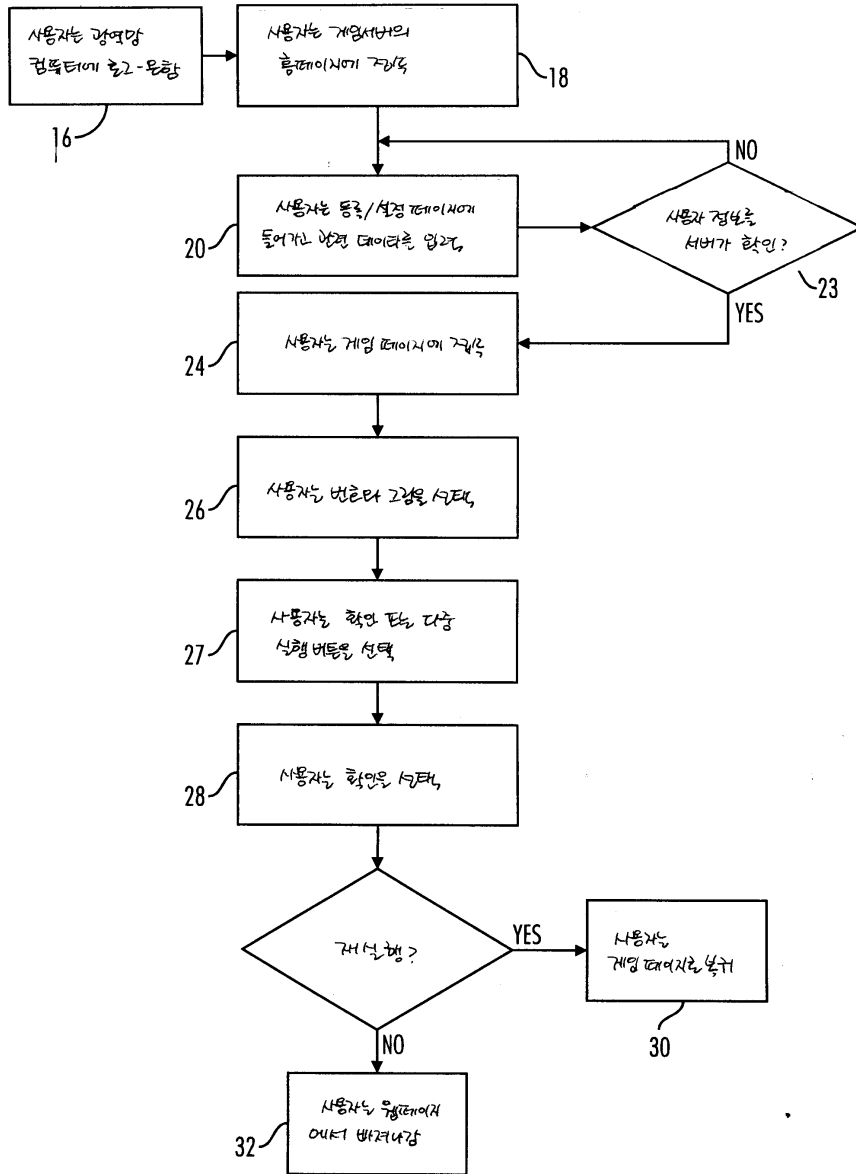 사용자는 광역망
컴퓨터에 로그-온함
16
사용자는 게임서버의
홈페이지에 접속
18
NO
사용자는 등록/설정 페이지에
들어가고 관련 데이타를 입력
20
사용자 정보를
서버가 확인?
23
YES
사용자는 게임 페이지에 접속
24
사용자는 번호와 그림을 선택
26
사용자는 확인 또는 다중
실행버튼을 선택
27
사용자는 확인을 선택
28
재실행?
YES
사용자는
게임 페이지로 복귀
30
NO
사용자는 웹페이지
에서 빠져나감
32